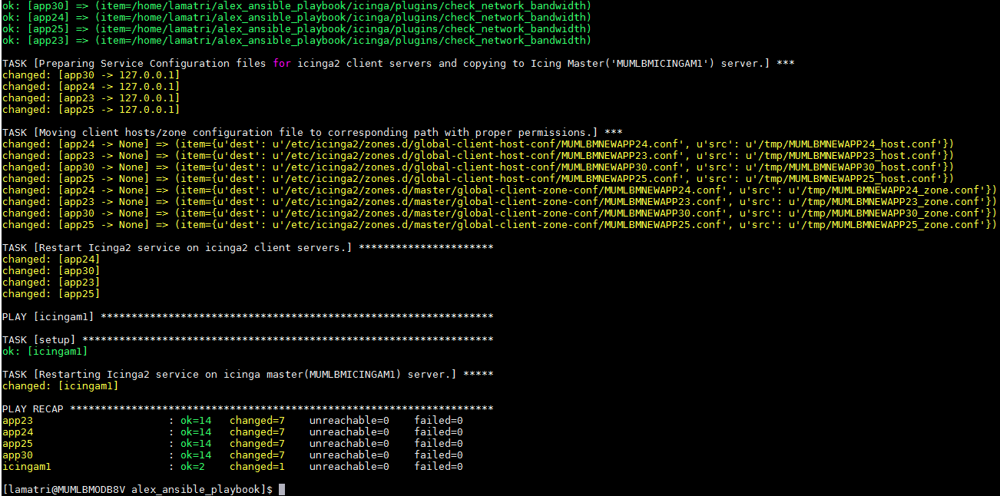 ok: [app30] => (item=/home/lamatri/alex_ansible_playbook/icinga/plugins/check_network_bandwidth)
ok: [app24] => (item=/home/lamatri/alex_ansible_playbook/icinga/plugins/check_network_bandwidth)
ok: [app25] => (item=/home/lamatri/alex_ansible_playbook/icinga/plugins/check_network_bandwidth)
ok: [app23] => (item=/home/lamatri/alex_ansible_playbook/icinga/plugins/check_network_bandwidth)
TASK [Preparing Service Configuration files for icinga2 client servers and copying to Icing Master('MUMLBMICINGAM1') server.] ***
changed: [app30 -> 127.0.0.1]
changed: [app24 -> 127.0.0.1]
changed: [app23 -> 127.0.0.1]
changed: [app25 -> 127.0.0.1]
TASK [Moving client hosts/zone configuration file to corresponding path with proper permissions.] ***
changed: [app24 -> None] => (item={u'dest': u'/etc/icinga2/zones.d/global-client-host-conf/MUMLBMNEWAPP24.conf', u'src': u'/tmp/MUMLBMNEWAPP24_host.conf'})
changed: [app23 -> None] => (item={u'dest': u'/etc/icinga2/zones.d/global-client-host-conf/MUMLBMNEWAPP23.conf', u'src': u'/tmp/MUMLBMNEWAPP23_host.conf'})
changed: [app30 -> None] => (item={u'dest': u'/etc/icinga2/zones.d/global-client-host-conf/MUMLBMNEWAPP30.conf', u'src': u'/tmp/MUMLBMNEWAPP30_host.conf'})
changed: [app25 -> None] => (item={u'dest': u'/etc/icinga2/zones.d/global-client-host-conf/MUMLBMNEWAPP25.conf', u'src': u'/tmp/MUMLBMNEWAPP25_host.conf'})
changed: [app24 -> None] => (item={u'dest': u'/etc/icinga2/zones.d/master/global-client-zone-conf/MUMLBMNEWAPP24.conf', u'src': u'/tmp/MUMLBMNEWAPP24_zone.conf'})
changed: [app23 -> None] => (item={u'dest': u'/etc/icinga2/zones.d/master/global-client-zone-conf/MUMLBMNEWAPP23.conf', u'src': u'/tmp/MUMLBMNEWAPP23_zone.conf'})
changed: [app30 -> None] => (item={u'dest': u'/etc/icinga2/zones.d/master/global-client-zone-conf/MUMLBMNEWAPP30.conf', u'src': u'/tmp/MUMLBMNEWAPP30_zone.conf'})
changed: [app25 -> None] => (item={u'dest': u'/etc/icinga2/zones.d/master/global-client-zone-conf/MUMLBMNEWAPP25.conf', u'src': u'/tmp/MUMLBMNEWAPP25_zone.conf'})
TASK [Restart Icinga2 service on icinga2 client servers.] **********************
changed: [app24]
changed: [app30]
changed: [app23]
changed: [app25]
PLAY [icingam1] ****************************************************************
TASK [setup] *******************************************************************
ok: [icingam1]
TASK [Restarting Icinga2 service on icinga master(MUMLBMICINGAM1) server.] *****
changed: [icingam1]
PLAY RECAP *********************************************************************
app23 : ok=14 changed=7 unreachable=0 failed=0
app24 : ok=14 changed=7 unreachable=0 failed=0
app25 : ok=14 changed=7 unreachable=0 failed=0
app30 : ok=14 changed=7 unreachable=0 failed=0
icingam1 : ok=2 changed=1 unreachable=0 failed=0
[lamatri@MUMLBMODB8V alex_ansible_playbook]$